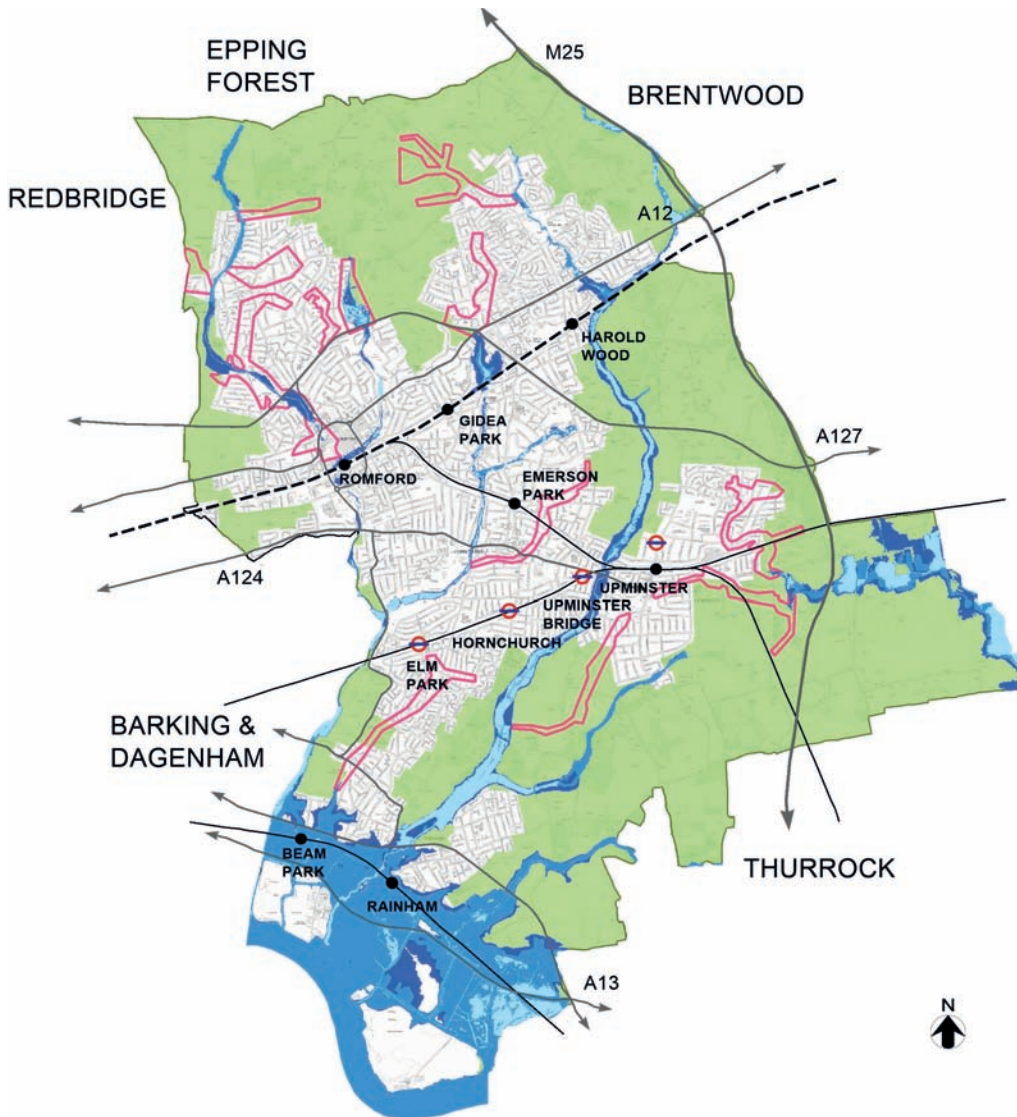 EPPING
FOREST
M25
BRENTWOOD
REDBRIDGE
A12
HAROLD
WOOD
GIDEA
PARK
A127
ROMFORD
EMERSON
PARK
A124
UPMINSTER
UPMINSTER
BRIDGE
HORNCHURCH
ELM
PARK
BARKING &
DAGENHAM
THURROCK
BEAM
PARK
RAINHAM
A13
N